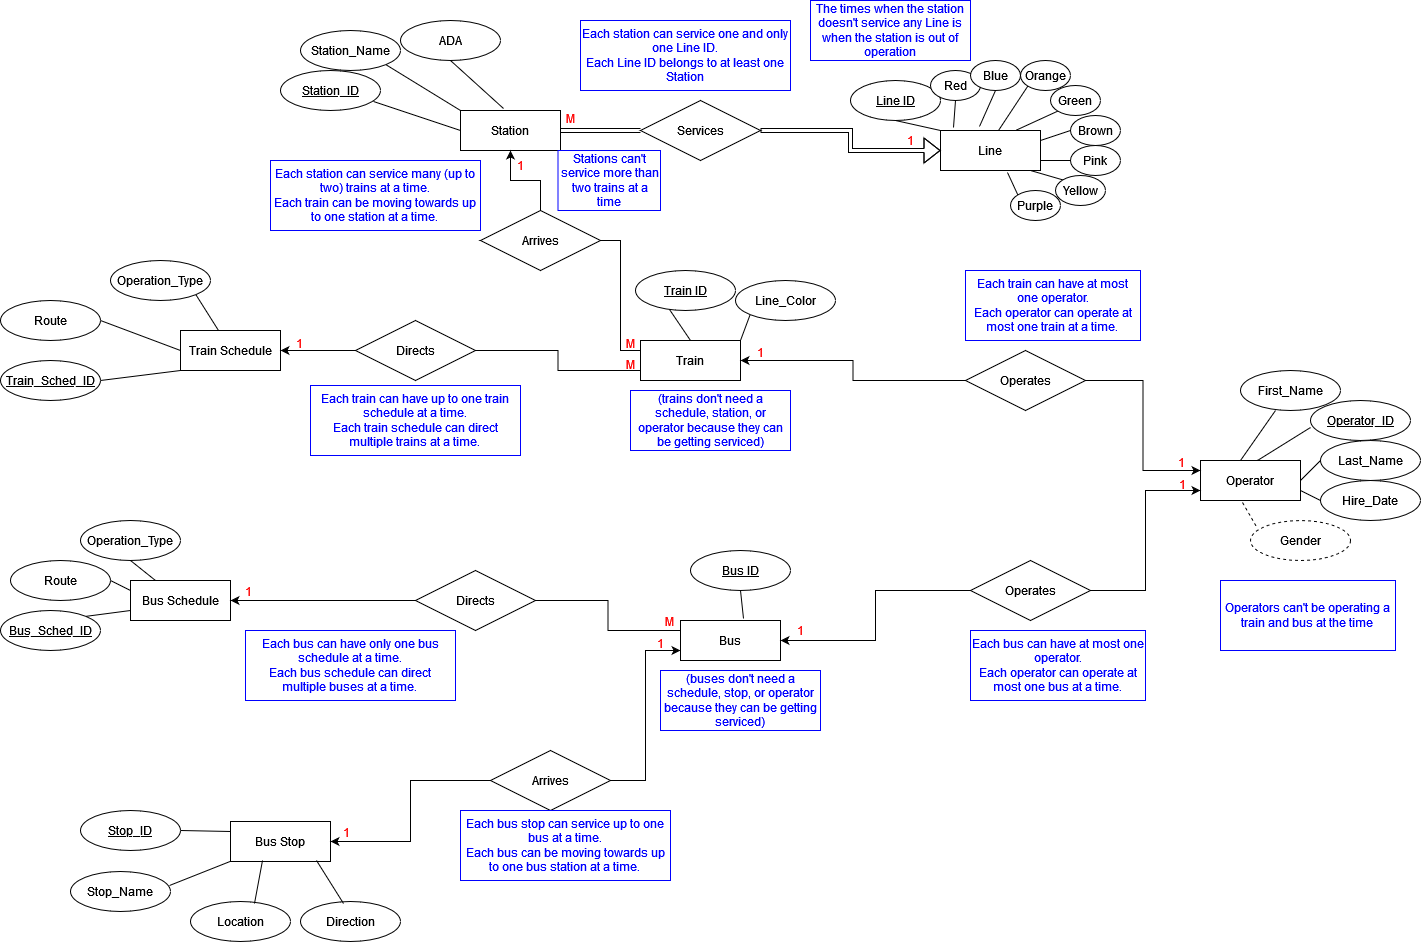 The times when the station
doesn't service any Line is
when the station is out of
operation
Each station can service one and only
one Line ID.
Each Line ID belongs to at least one
Station
ADA
Station_Name
Station_ID
Station
M
Services
1
Line
Line ID
Red
Blue
Orange
Green
Brown
Pink
Yellow
Purple
Each station can service many (up to
two) trains at a time.
Each train can be moving towards up
to one station at a time.
1
Stations can't
service more than
two trains at a
time
Arrives
Operation_Type
Route
Train_Sched_ID
Train Schedule
1
Directs
M
M
Train ID
Line_Color
Train
1
Each train can have at most
one operator.
Each operator can operate at
most one train at a time.
Operates
Each train can have up to one train
schedule at a time.
Each train schedule can direct
multiple trains at a time.
(trains don't need a
schedule, station, or
operator because they can
be getting serviced)
First_Name
Operator_ID
Last_Name
Hire_Date
Gender
1
1
Operator
Operators can't be operating a
train and bus at the time
Operation_Type
Route
Bus_Sched_ID
Bus Schedule
1
Directs
M
1
Bus ID
Bus
1
Operates
Each bus can have only one bus
schedule at a time.
Each bus schedule can direct
multiple buses at a time.
(buses don't need a
schedule, stop, or operator
because they can be getting
serviced)
Each bus can have at most one
operator.
Each operator can operate at
most one bus at a time.
Arrives
Each bus stop can service up to one
bus at a time.
Each bus can be moving towards up
to one bus station at a time.
Stop_ID
1
Bus Stop
Stop_Name
Location
Direction